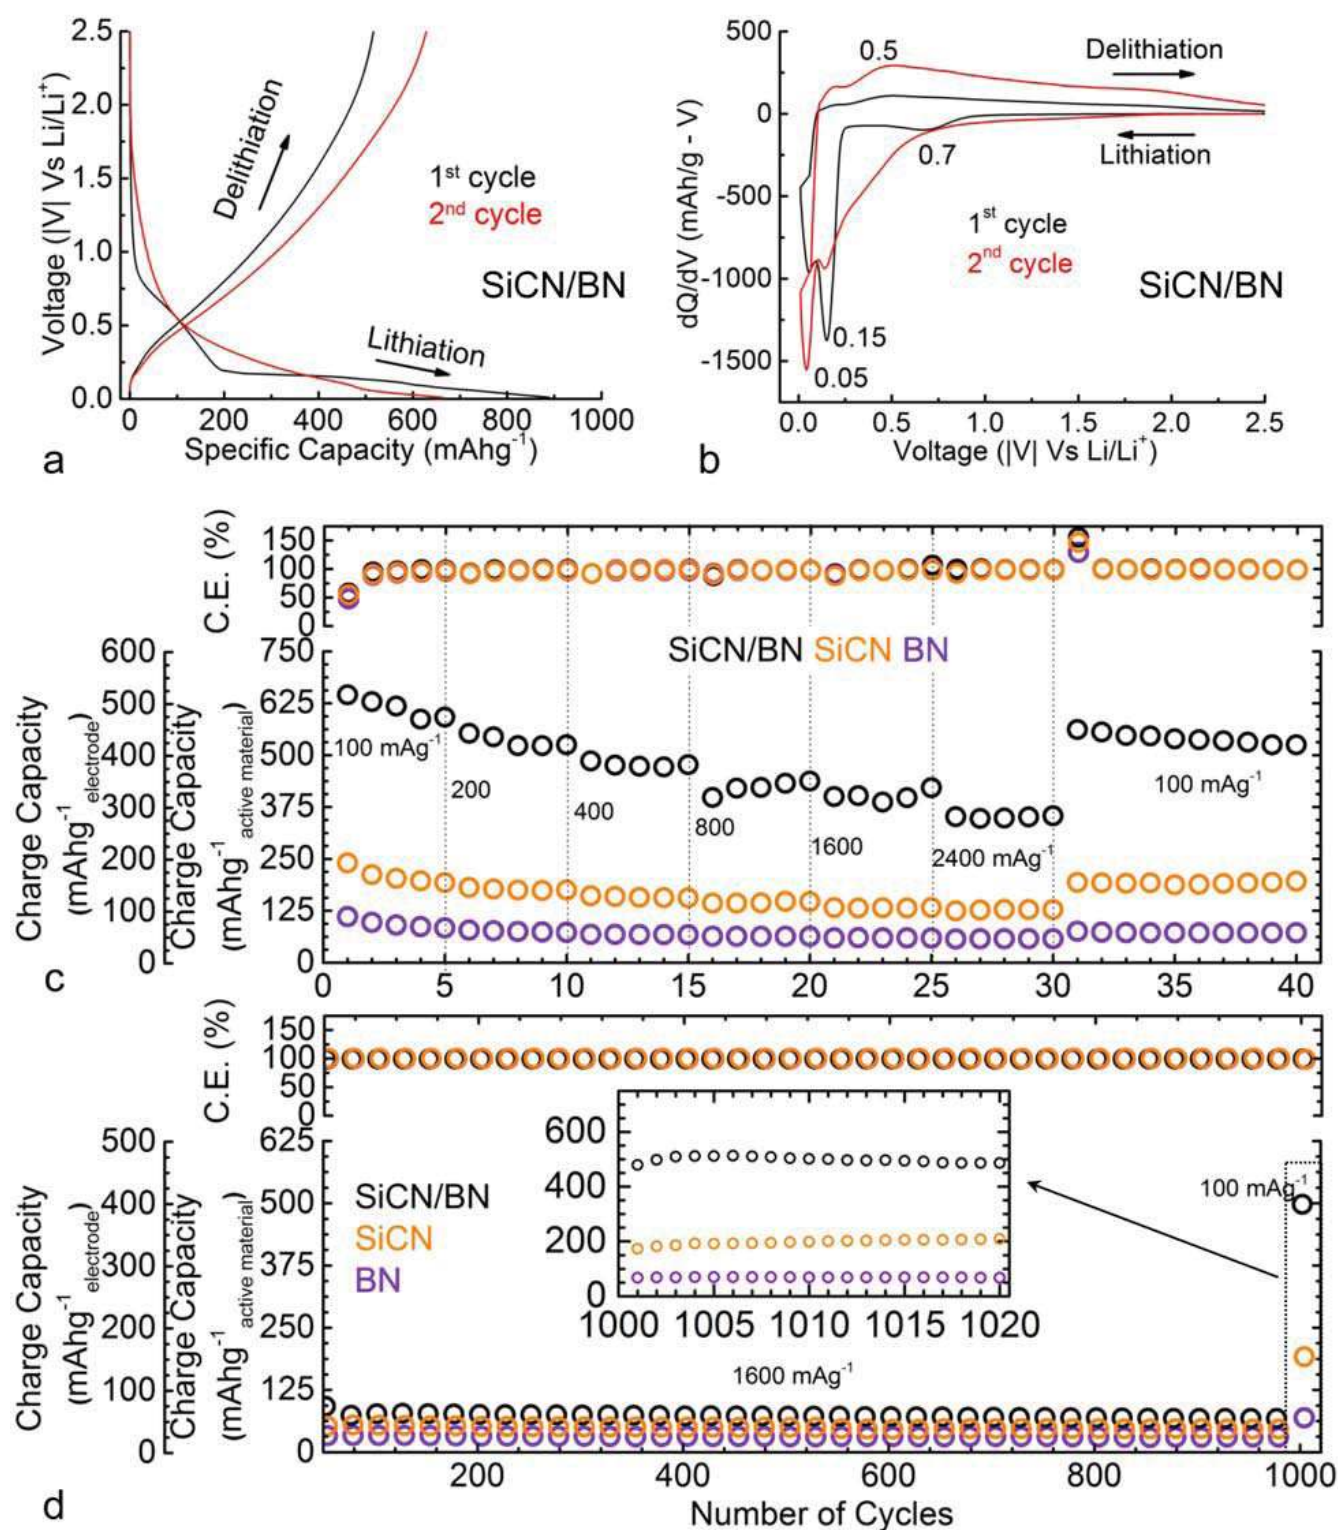 2.5
2.0
1.5
1.0
0.5
0.0
Voltage (|V| Vs Li/Li⁺)
Delithiation
1ˢᵗ cycle
2ⁿᵈ cycle
SiCN/BN
Lithiation
0 200 400 600 800 1000
Specific Capacity (mAhg⁻¹)
a
500
0
-500
-1000
-1500
dQ/dV (mAh/g - V)
0.5
Delithiation
Lithiation
0.7
1ˢᵗ cycle
2ⁿᵈ cycle
SiCN/BN
0.15
0.05
0.0 0.5 1.0 1.5 2.0 2.5
Voltage (|V| Vs Li/Li⁺)
b
C.E. (%)
150
100
50
0
Charge Capacity
(mAhg⁻¹ electrode)
600
500
400
300
200
100
0
Charge Capacity
(mAhg⁻¹ active material)
750
625
500
375
250
125
0
SiCN/BN SiCN BN
100 mAg⁻¹
200
400
800
1600
2400 mAg⁻¹
100 mAg⁻¹
0 5 10 15 20 25 30 35 40
c
C.E. (%)
150
100
50
0
Charge Capacity
(mAhg⁻¹ electrode)
500
400
300
200
100
0
Charge Capacity
(mAhg⁻¹ active material)
625
500
375
250
125
0
SiCN/BN
SiCN
BN
600
400
200
0
1000 1005 1010 1015 1020
1600 mAg⁻¹
100 mAg⁻¹
200 400 600 800 1000
Number of Cycles
d